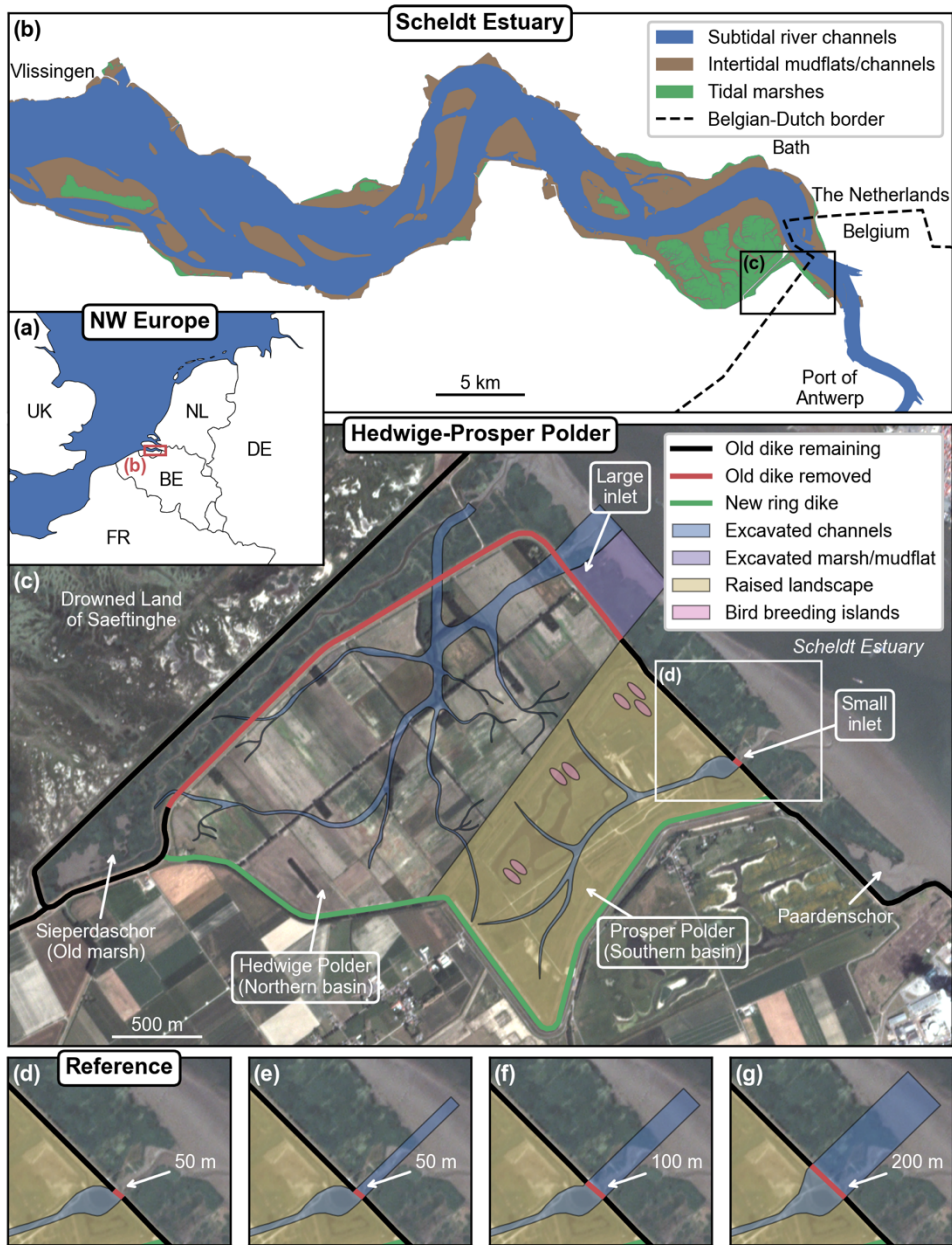 (b)
Scheldt Estuary
Vlissingen
Subtidal river channels
Intertidal mudflats/channels
Tidal marshes
Belgian-Dutch border
Bath
The Netherlands
Belgium
(c)
5 km
Port of
Antwerp
(a)
NW Europe
UK
NL
DE
(b)
BE
FR
Hedwige-Prosper Polder
(c)
Old dike remaining
Old dike removed
New ring dike
Excavated channels
Excavated marsh/mudflat
Raised landscape
Bird breeding islands
Large
inlet
Drowned Land
of Saeftinghe
Scheldt Estuary
(d)
Small
inlet
Sieperdaschor
(Old marsh)
Hedwige Polder
(Northern basin)
Prosper Polder
(Southern basin)
Paardenschor
500 m
(d)
Reference
50 m
(e)
50 m
(f)
100 m
(g)
200 m